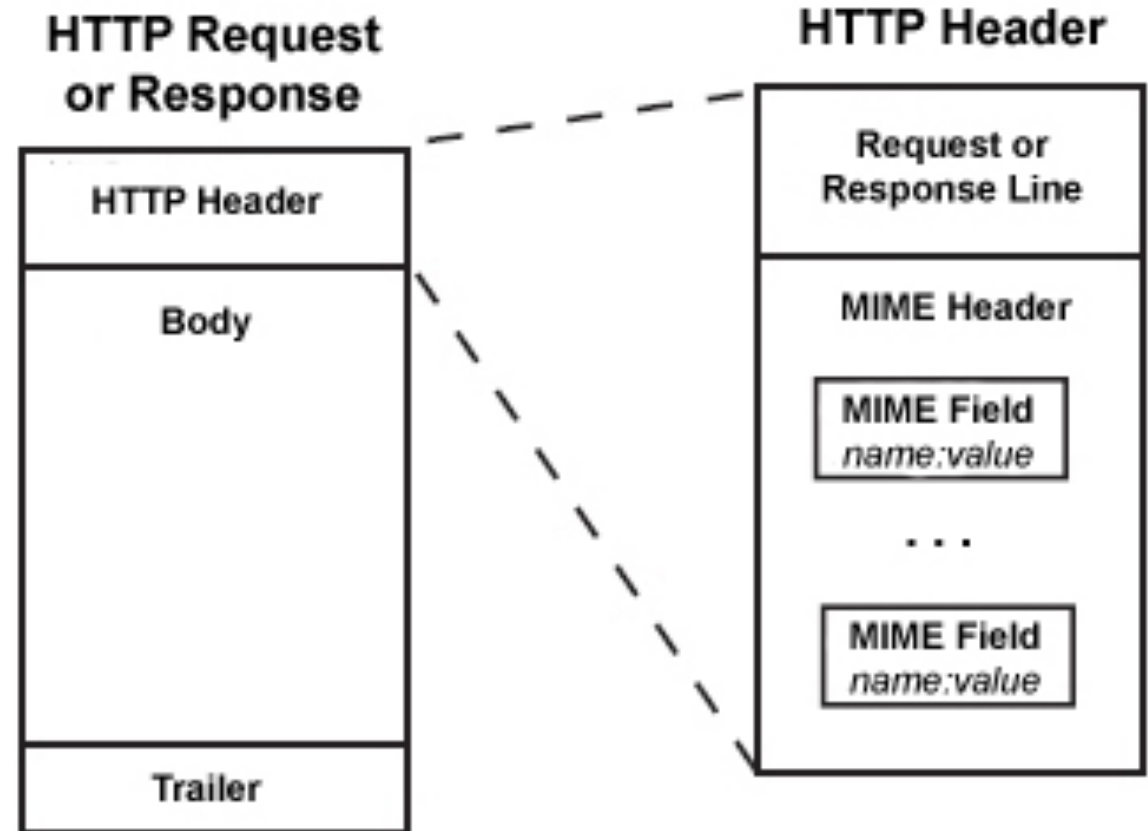 HTTP Request
or Response
HTTP Header
Body
Trailer
HTTP Header
Request or
Response Line
MIME Header
MIME Field
name:value
. . .
MIME Field
name:value